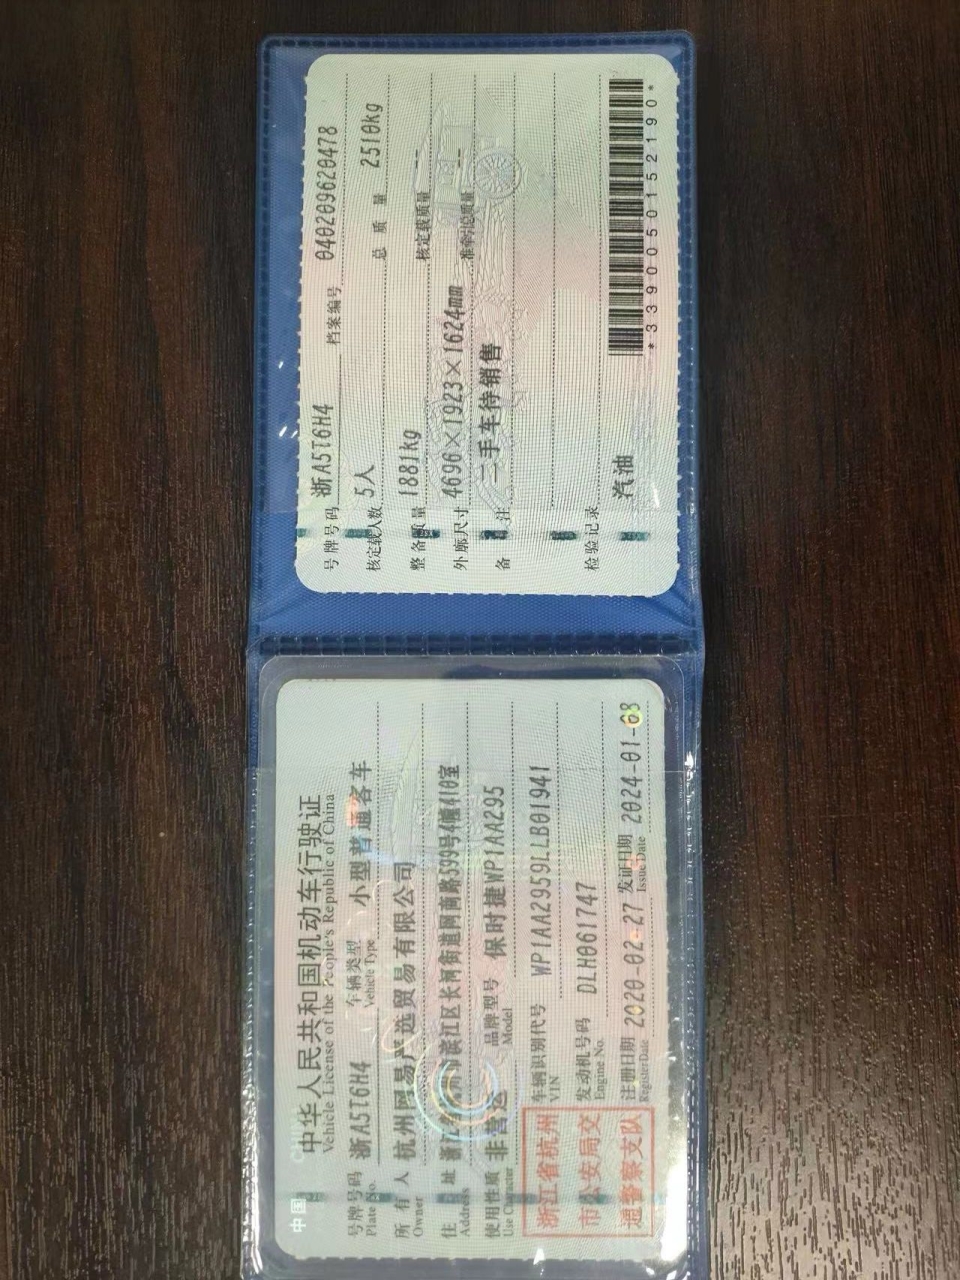 中国
中华人民共和国机动车行驶证
Vehicle License of the People's Republic of China
号牌号码 浙A5T6H4 车辆类型 小型普通客车
Plate No. Vehicle Type
所有人 杭州网易严选贸易有限公司
Owner
住址 滨江区长河街道网商路599号4幢410室
Address
使用性质 非营运 品牌型号 保时捷WP1AA295
Use Character Model
浙江省杭州
市公安局交
通警察支队
车辆识别代号 WP1AA2959LLB01941
VIN
发动机号码 DLH061747
Engine No.
注册日期 2020-02-27 发证日期 2024-01-08
Register Date Issue Date
号牌号码 浙A5T6H4 档案编号 040209620478
核定载人数 5人 总质量 2510kg
整备质量 1881kg 核定载质量 --
外廓尺寸 4696×1923×1624mm 准牵引总质量 --
备注 二手车待销售
检验记录
汽油
*3390050152190*